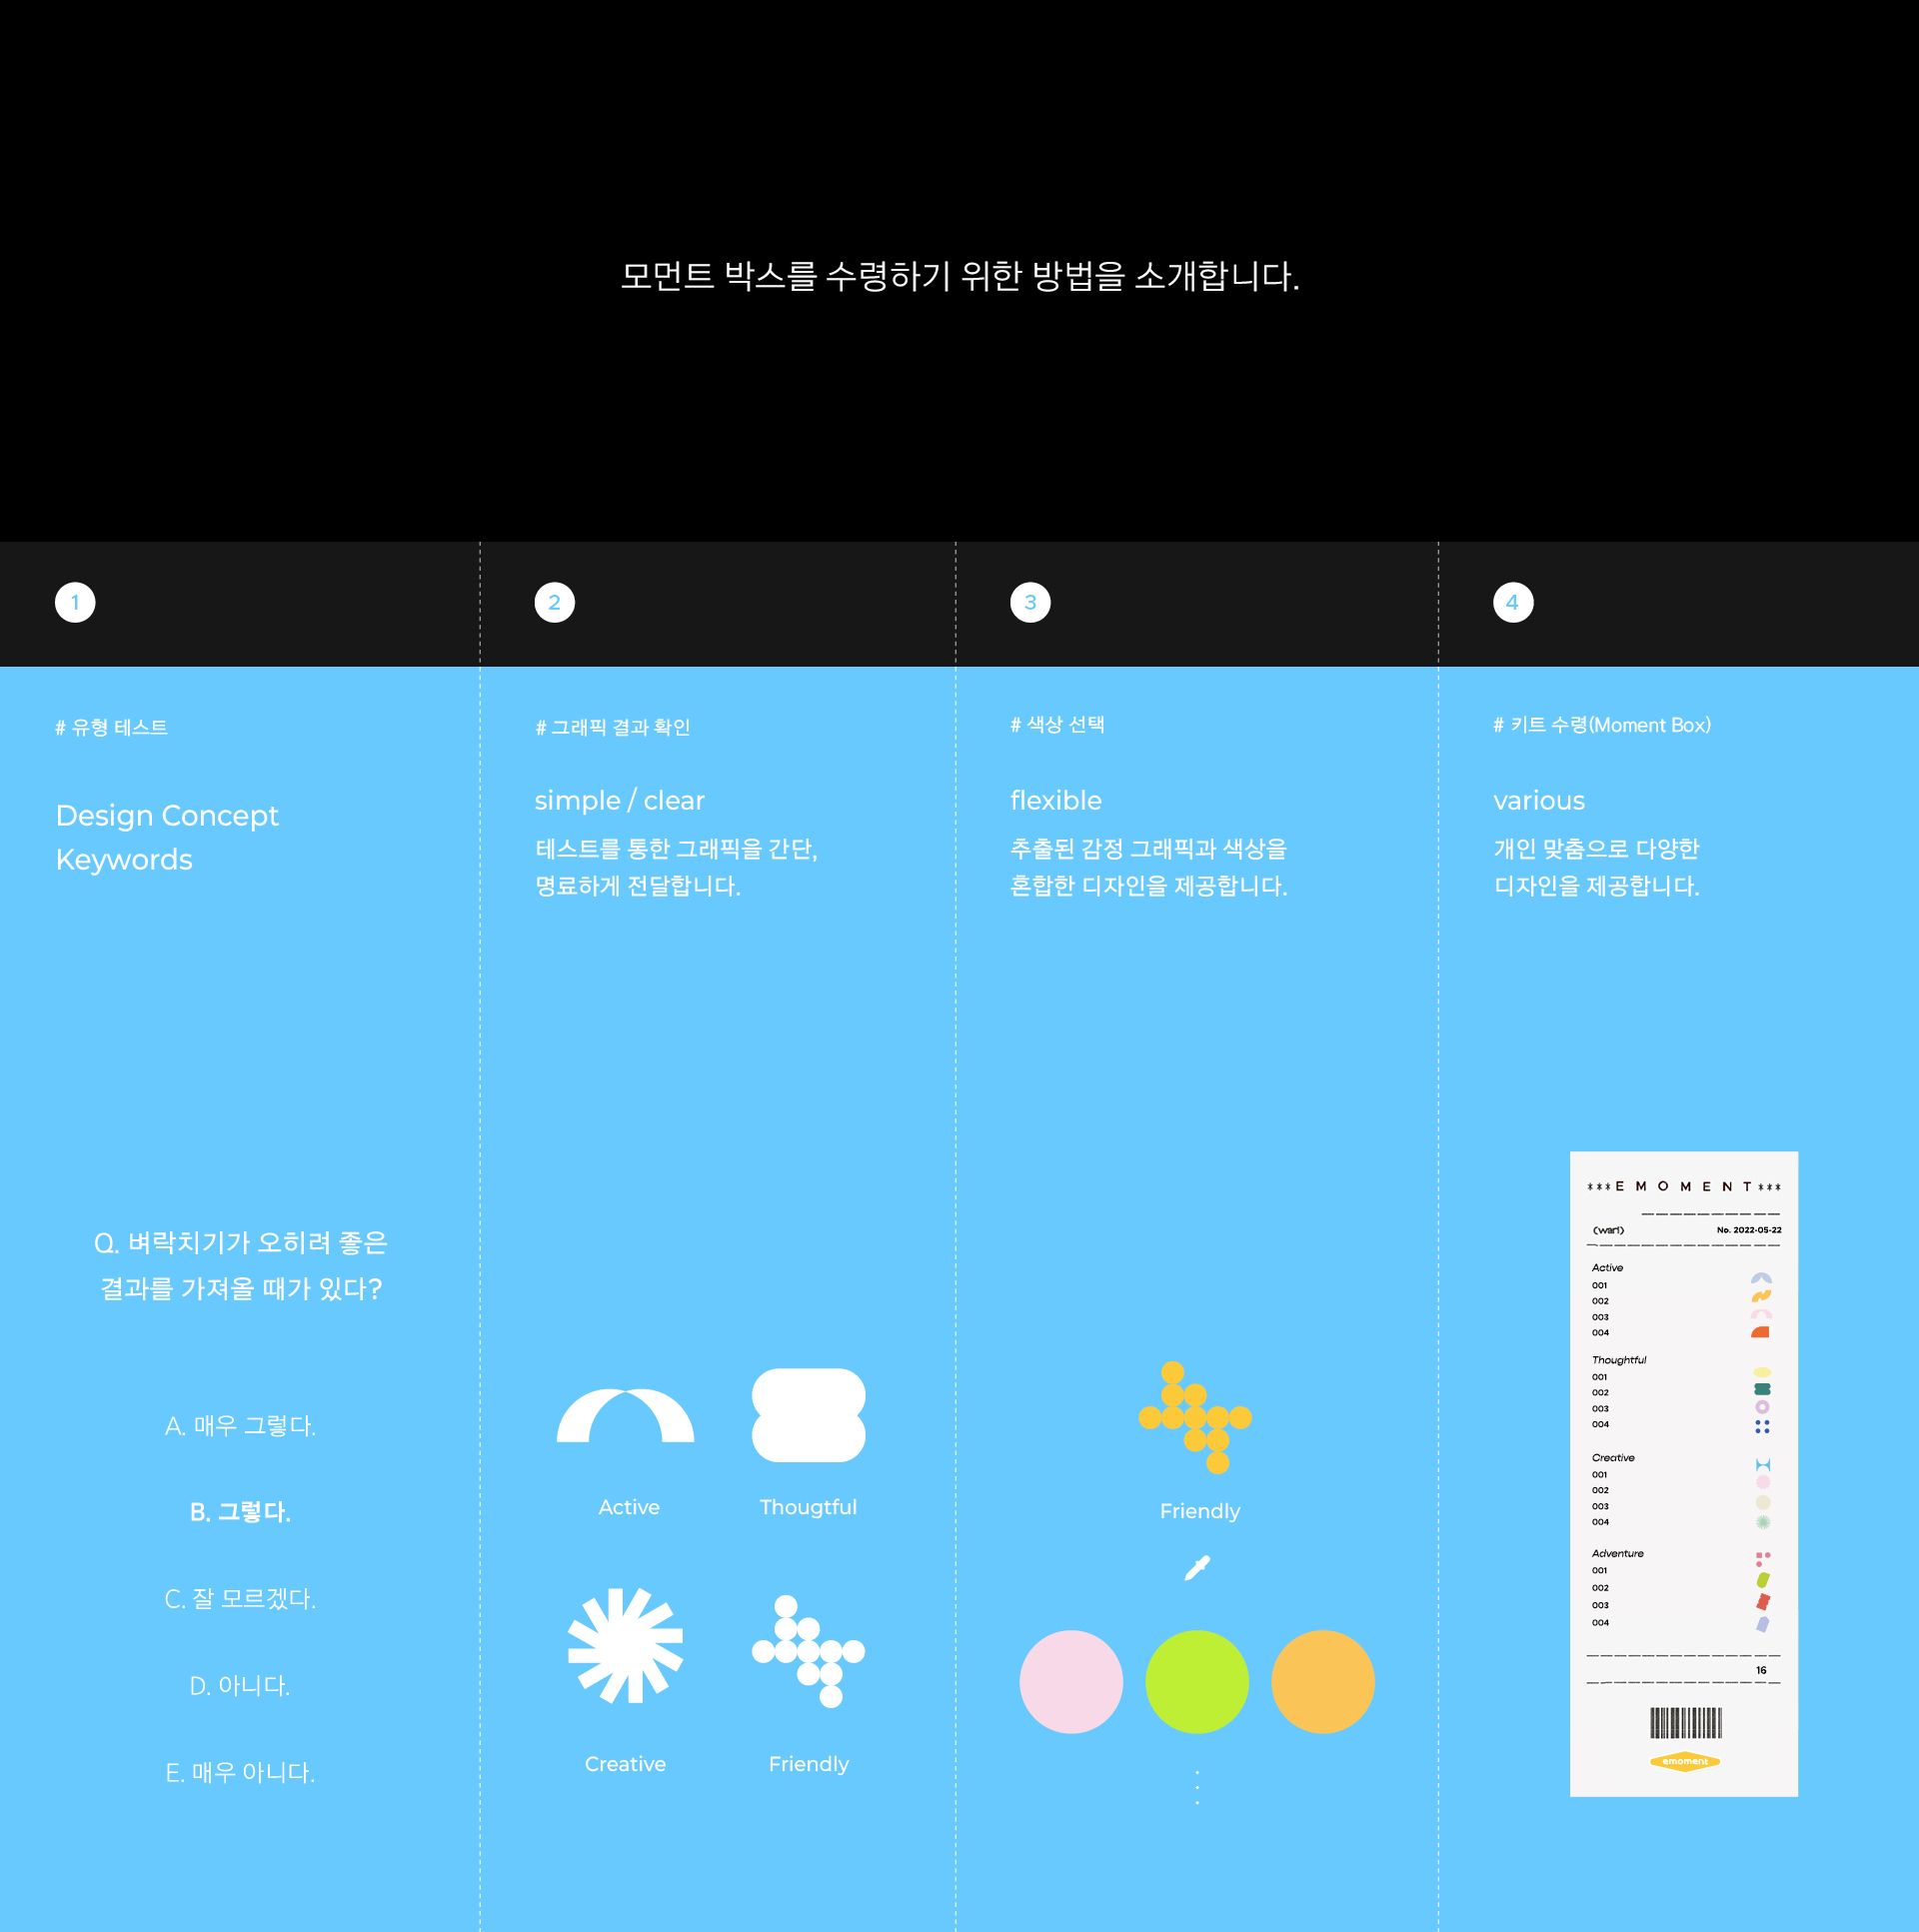 모먼트 박스를 수령하기 위한 방법을 소개합니다.
1
2
3
4
# 유형 테스트
Design Concept
Keywords
Q. 벼락치기가 오히려 좋은
결과를 가져올 때가 있다?
A. 매우 그렇다.
B. 그렇다.
C. 잘 모르겠다.
D. 아니다.
E. 매우 아니다.
# 그래픽 결과 확인
simple / clear
테스트를 통한 그래픽을 간단,
명료하게 전달합니다.
Active
Thougtful
Creative
Friendly
# 색상 선택
flexible
추출된 감정 그래픽과 색상을
혼합한 디자인을 제공합니다.
Friendly
# 키트 수령(Moment Box)
various
개인 맞춤으로 다양한
디자인을 제공합니다.
***EMOMENT***
No. 2022-05-22
Active
001
002
003
004
Thoughtful
001
002
003
004
Creative
001
002
003
004
Adventure
001
002
003
004
16
emoment